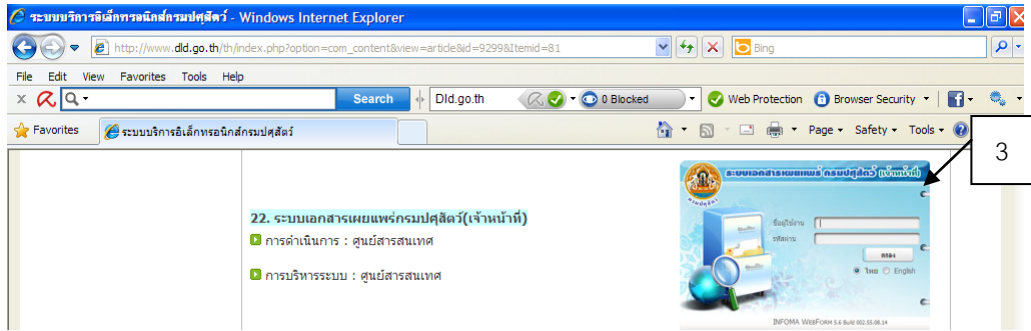 ระบบบริการอิเล็กทรอนิกส์กรมปศุสัตว์ - Windows Internet Explorer
http://www.dld.go.th/th/index.php?option=com_content&view=article&id=9299&Itemid=81
Bing
File Edit View Favorites Tools Help
Search Dld.go.th 0 Blocked Web Protection Browser Security
Favorites ระบบบริการอิเล็กทรอนิกส์กรมปศุสัตว์ Page Safety Tools
3
ระบบเอกสารเผยแพร่ กรมปศุสัตว์ (เจ้าหน้าที่)
กรมปศุสัตว์
22. ระบบเอกสารเผยแพร่กรมปศุสัตว์(เจ้าหน้าที่)
ชื่อผู้ใช้งาน
การดำเนินการ : ศูนย์สารสนเทศ
รหัสผ่าน
ตกลง
ไทย English
การบริหารระบบ : ศูนย์สารสนเทศ
INFOMA WEBFORM 5.6 Build 002.55.08.14